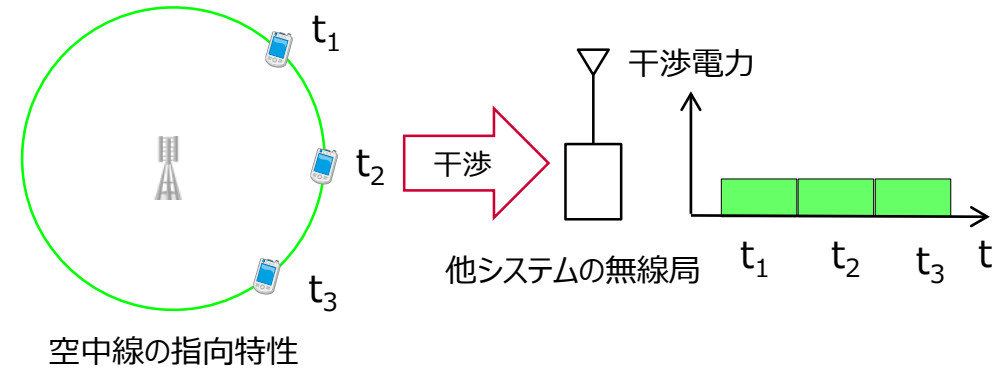 t₁
t₂
t₃
空中線の指向特性
干渉
他システムの無線局
干渉電力
t₁ t₂ t₃ t